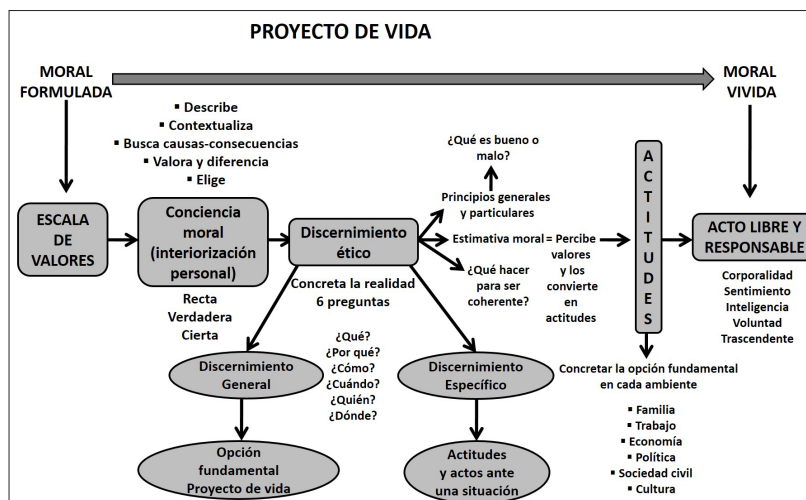 PROYECTO DE VIDA
MORAL
FORMULADA
MORAL
VIVIDA
▪ Describe
▪ Contextualiza
▪ Busca causas-consecuencias
▪ Valora y diferencia
▪ Elige
ESCALA
DE
VALORES
Conciencia
moral
(interiorización
personal)
Recta
Verdadera
Cierta
Discernimiento
ético
Concreta la realidad
6 preguntas
¿Qué?
¿Por qué?
¿Cómo?
¿Cuándo?
¿Quién?
¿Dónde?
¿Qué es bueno o
malo?
Principios generales
y particulares
Estimativa moral = Percibe
valores
y los
convierte
en
actitudes
¿Qué hacer
para ser
coherente?
A
C
T
I
T
U
D
E
S
ACTO LIBRE Y
RESPONSABLE
Corporalidad
Sentimiento
Inteligencia
Voluntad
Trascendente
Discernimiento
General
Discernimiento
Específico
Opción
fundamental
Proyecto de vida
Actitudes
y actos ante
una situación
Concretar la opción fundamental
en cada ambiente
▪ Familia
▪ Trabajo
▪ Economía
▪ Política
▪ Sociedad civil
▪ Cultura